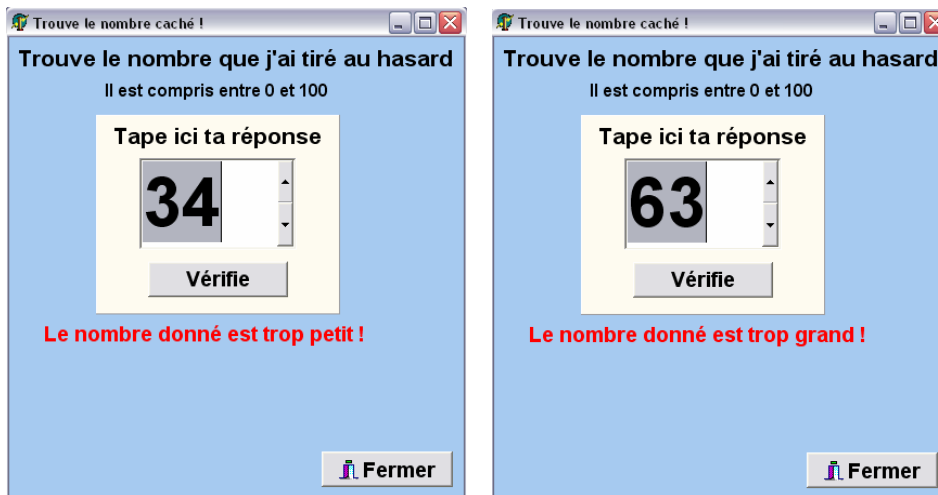 Trouve le nombre caché !
Trouve le nombre que j'ai tiré au hasard
Il est compris entre 0 et 100
Tape ici ta réponse
34
Vérifie
Le nombre donné est trop petit !
Fermer
Trouve le nombre caché !
Trouve le nombre que j'ai tiré au hasard
Il est compris entre 0 et 100
Tape ici ta réponse
63
Vérifie
Le nombre donné est trop grand !
Fermer